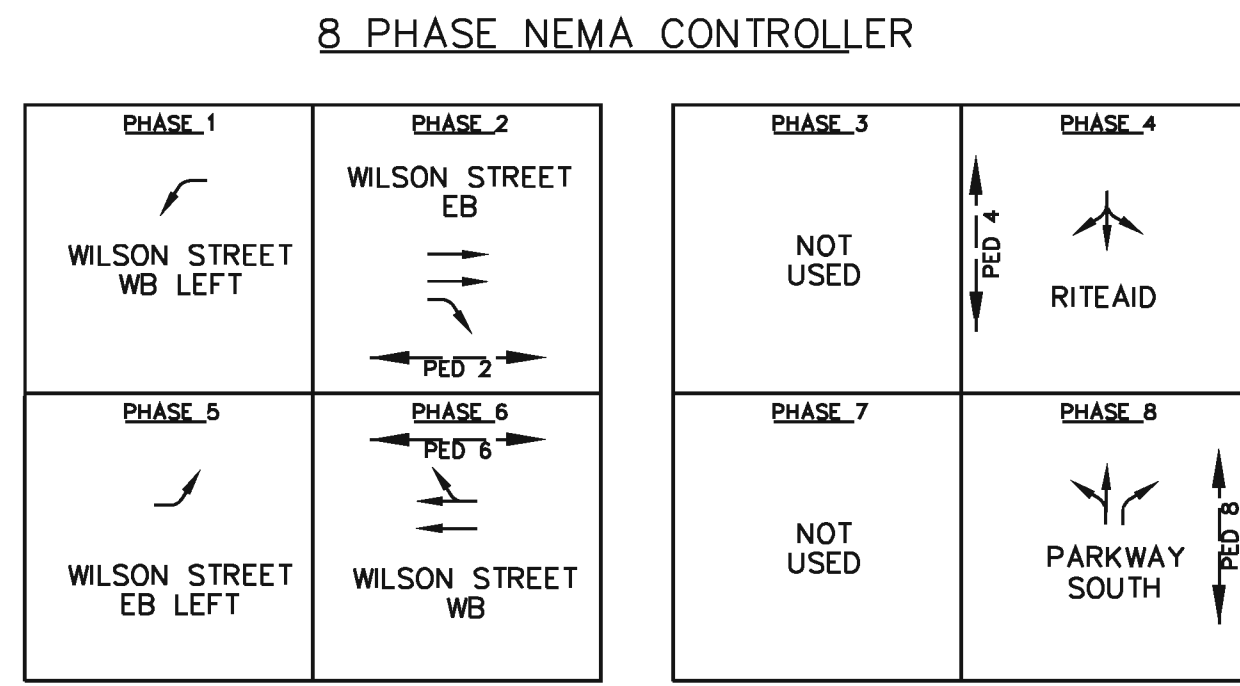 8 PHASE NEMA CONTROLLER
PHASE 1
WILSON STREET
WB LEFT
PHASE 2
WILSON STREET
EB
PED 2
PHASE 3
NOT
USED
PHASE 4
PED 4
RITEAID
PHASE 5
WILSON STREET
EB LEFT
PHASE 6
PED 6
WILSON STREET
WB
PHASE 7
NOT
USED
PHASE 8
PARKWAY
SOUTH
PED 8